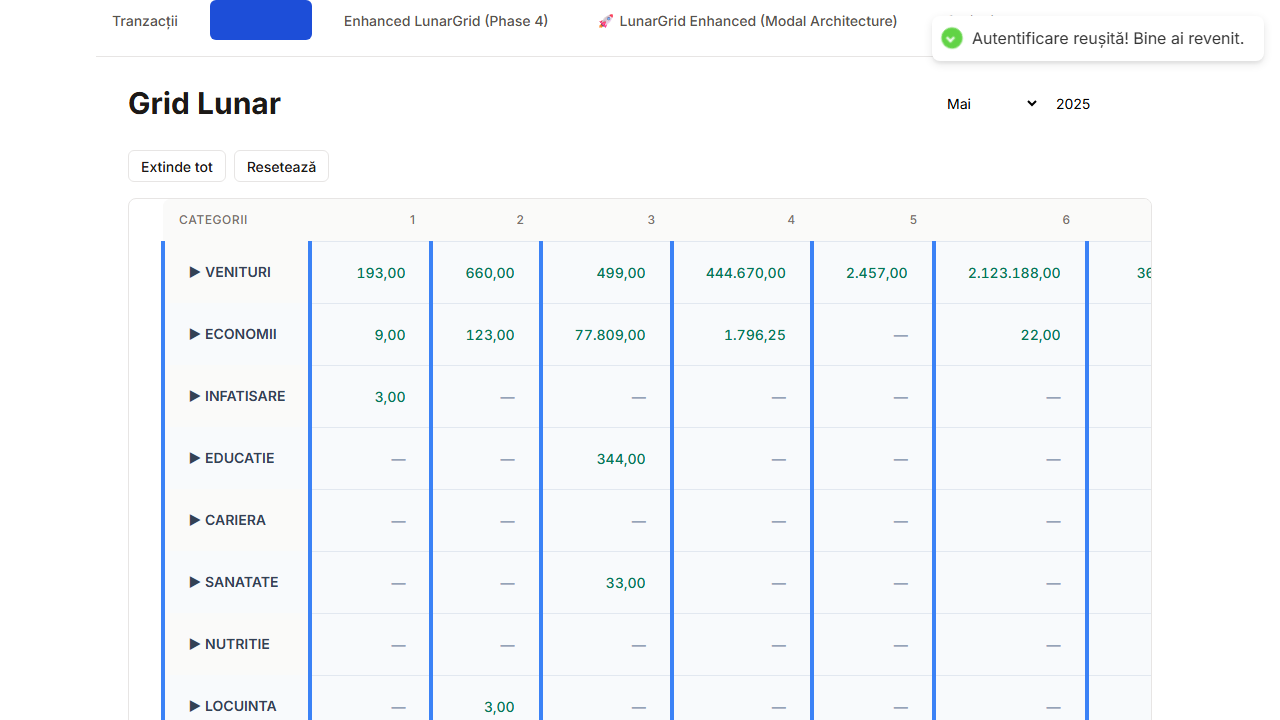 Tranzacții Enhanced LunarGrid (Phase 4) 🚀 LunarGrid Enhanced (Modal Architecture)
Autentificare reușită! Bine ai revenit.
Grid Lunar Mai 2025
Extinde tot Resetează
CATEGORII 1 2 3 4 5 6
▶ VENITURI 193,00 660,00 499,00 444.670,00 2.457,00 2.123.188,00 36
▶ ECONOMII 9,00 123,00 77.809,00 1.796,25 — 22,00
▶ INFATISARE 3,00 — — — — —
▶ EDUCATIE — — 344,00 — — —
▶ CARIERA — — — — — —
▶ SANATATE — — 33,00 — — —
▶ NUTRITIE — — — — — —
▶ LOCUINTA — 3,00 — — — —